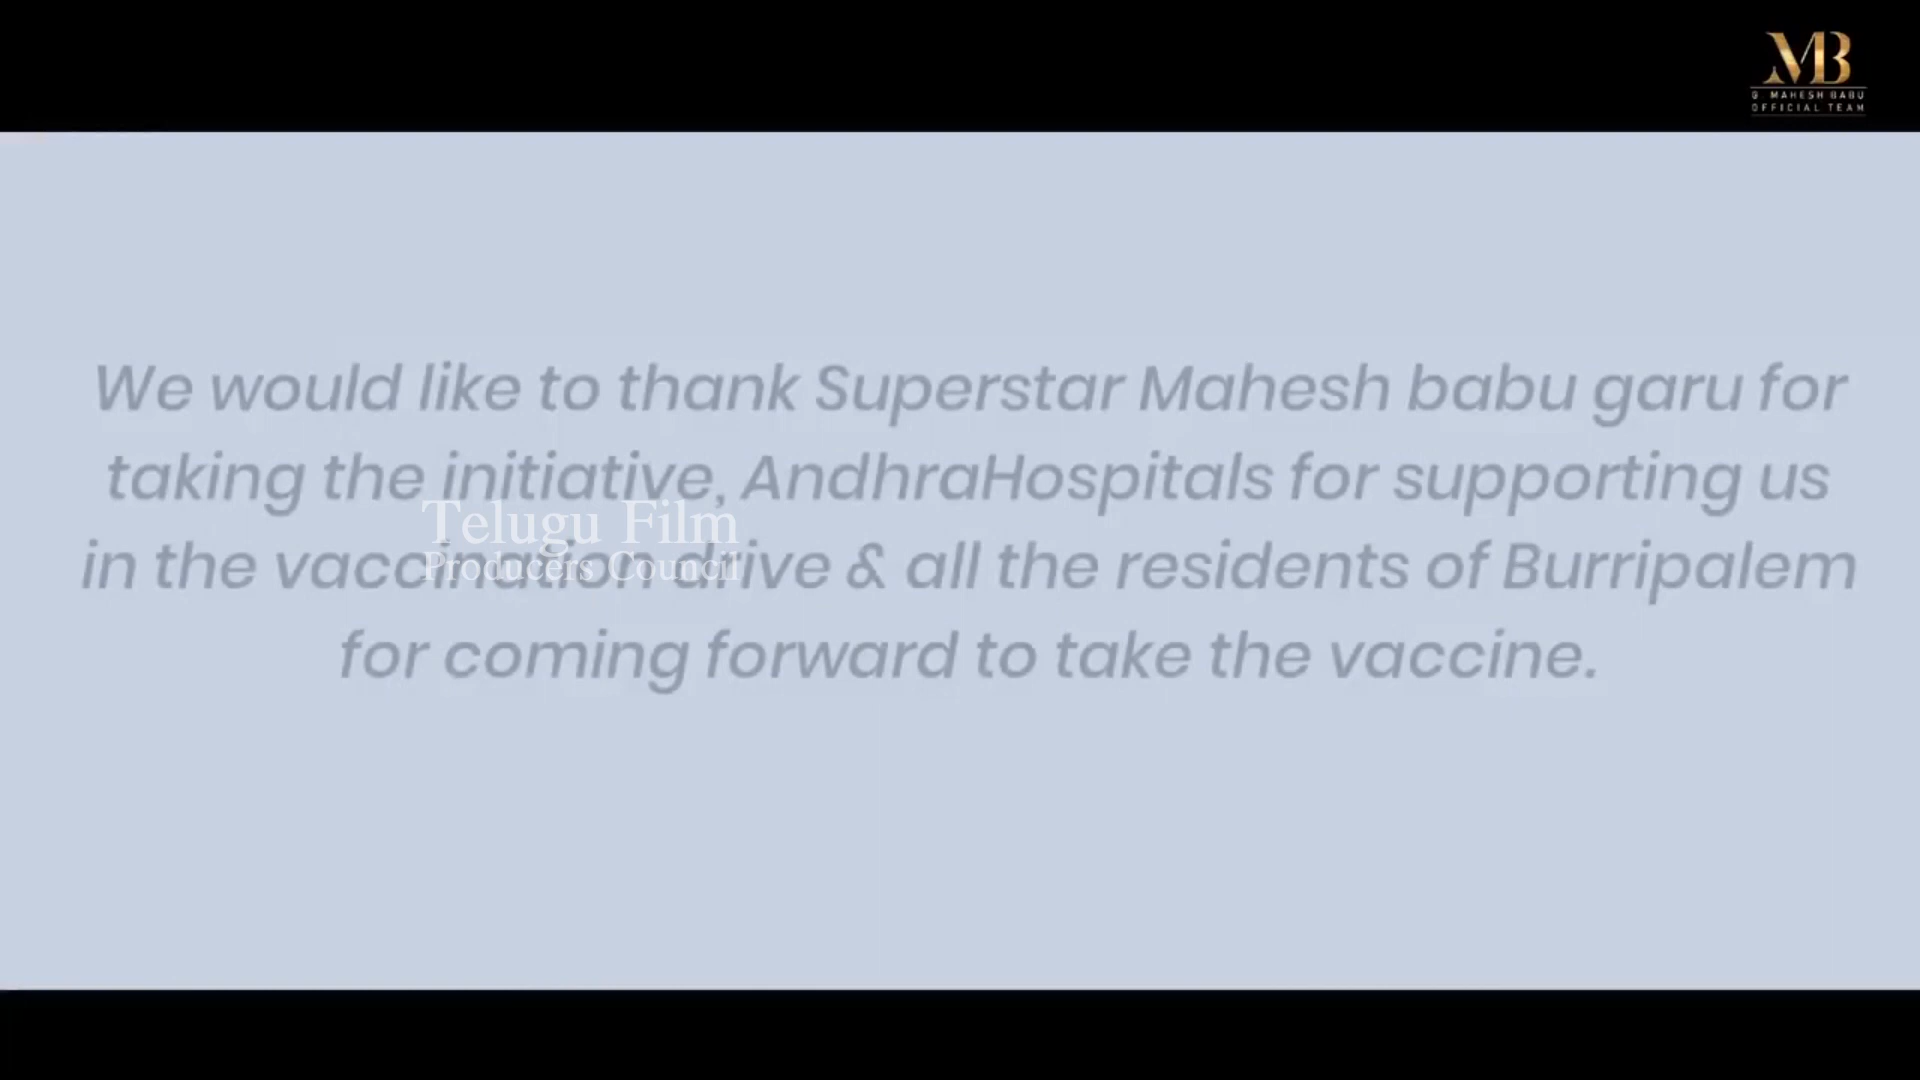 MB
G. MAHESH BABU
OFFICIAL TEAM
We would like to thank Superstar Mahesh babu garu for
taking the initiative, AndhraHospitals for supporting us
in the vaccination drive & all the residents of Burripalem
for coming forward to take the vaccine.
Telugu Film
Producers Council